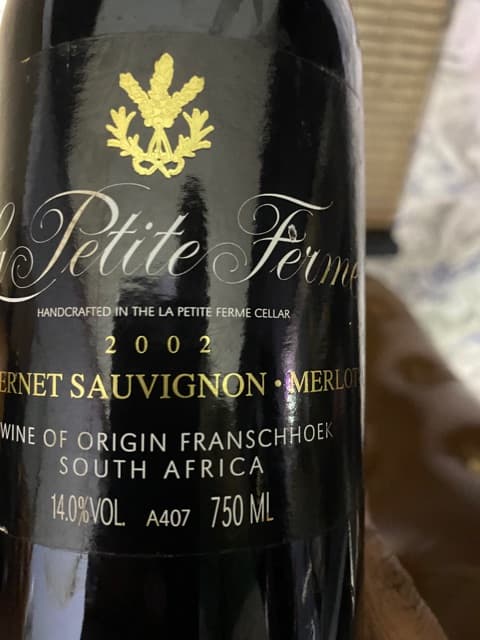 La Petite Ferme
HANDCRAFTED IN THE LA PETITE FERME CELLAR
2002
ERNET SAUVIGNON • MERLOT
WINE OF ORIGIN FRANSCHHOEK
SOUTH AFRICA
14.0%VOL A407 750 ML